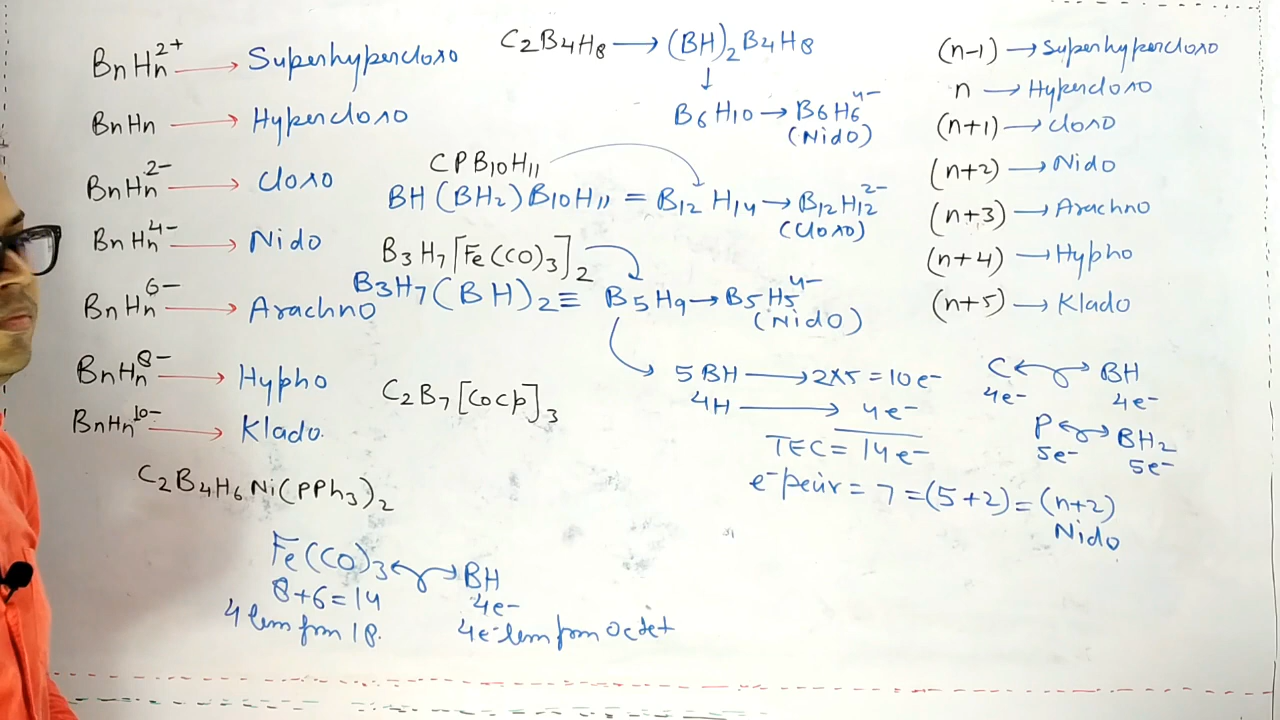 BnHn²⁺ → Superhypercloso
BnHn → Hypercloso
BnHn²⁻ → Closo
BnHn⁴⁻ → Nido
BnHn⁶⁻ → Arachno
BnHn⁸⁻ → Hypho
BnHn¹⁰⁻ → Klado.
C₂B₄H₈ → (BH)₂B₄H₈
↓
B₆H₁₀ → B₆H₆⁴⁻
(Nido)
CPB₁₀H₁₁
BH(BH₂)B₁₀H₁₁ = B₁₂H₁₄ → B₁₂H₁₂²⁻
(Closo)
B₃H₇[Fe(CO)₃]₂
B₃H₇(BH)₂ ≡ B₅H₉ → B₅H₅⁴⁻
(Nido)
5BH → 2×5 = 10e⁻
4H → 4e⁻
TEC = 14e⁻
e⁻peir = 7 = (5+2) = (n+2)
Nido
C₂B₇[CoCp]₃
C₂B₄H₆Ni(PPh₃)₂
Fe(CO)₃ ↔ BH
8+6=14 4e⁻
4 less from 18. 4e⁻ less from octet
(n-1) → Superhypercloso
n → Hypercloso
(n+1) → Closo
(n+2) → Nido
(n+3) → Arachno
(n+4) → Hypho
(n+5) → Klado
C ↔ BH
4e⁻ 4e⁻
P ↔ BH₂
5e⁻ 5e⁻